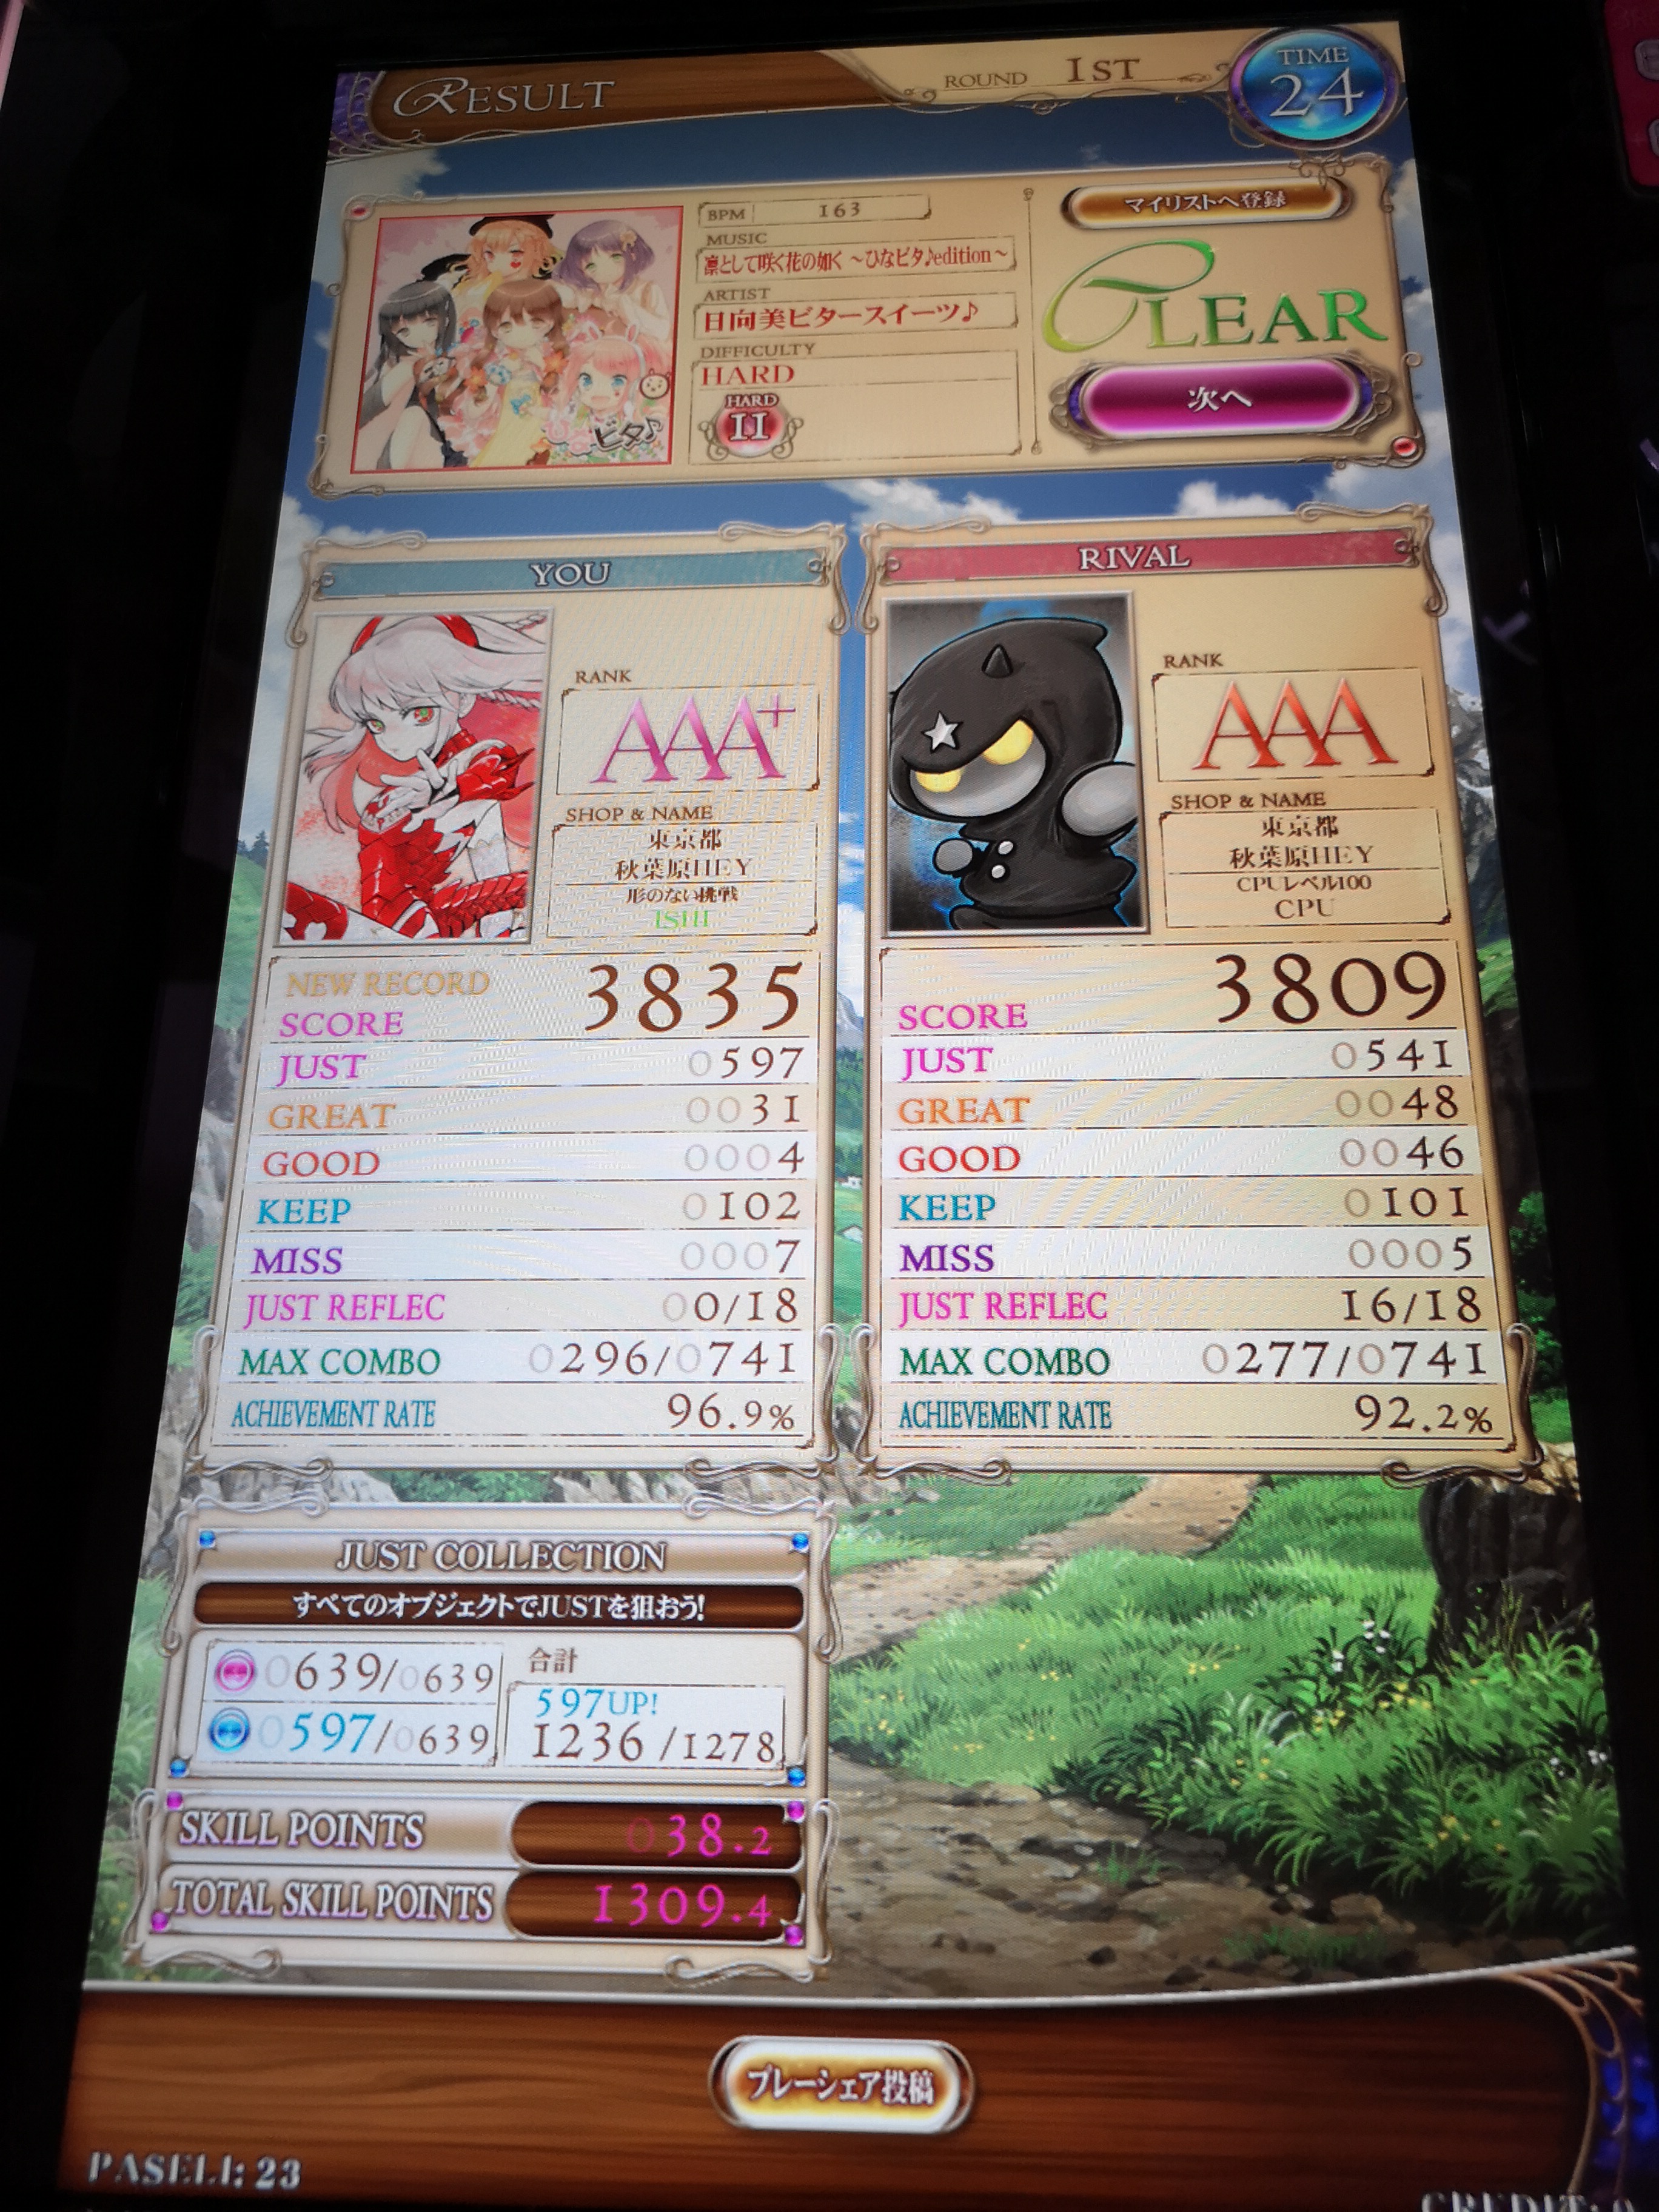 RESULT
ROUND 1ST
TIME
24
BPM 163
マイリストへ登録
MUSIC
凛として咲く花の如く ～ひなビタ♪edition～
ARTIST
日向美ビタースイーツ♪
CLEAR
DIFFICULTY
HARD
HARD
11
次へ
ビタ♪
YOU
RANK
AAA+
SHOP & NAME
東京都
秋葉原HEY
形のない挑戦
ISHI
NEW RECORD
SCORE 3835
JUST 0597
GREAT 0031
GOOD 0004
KEEP 0102
MISS 0007
JUST REFLEC 00/18
MAX COMBO 0296/0741
ACHIEVEMENT RATE 96.9%
RIVAL
RANK
AAA
SHOP & NAME
東京都
秋葉原HEY
CPUレベル100
CPU
SCORE 3809
JUST 0541
GREAT 0048
GOOD 0046
KEEP 0101
MISS 0005
JUST REFLEC 16/18
MAX COMBO 0277/0741
ACHIEVEMENT RATE 92.2%
JUST COLLECTION
すべてのオブジェクトでJUSTを狙おう!
0639/0639
0597/0639
合計
597UP!
1236/1278
SKILL POINTS 038.2
TOTAL SKILL POINTS 1309.4
プレーシェア投稿
PASELI: 23
CREDIT: